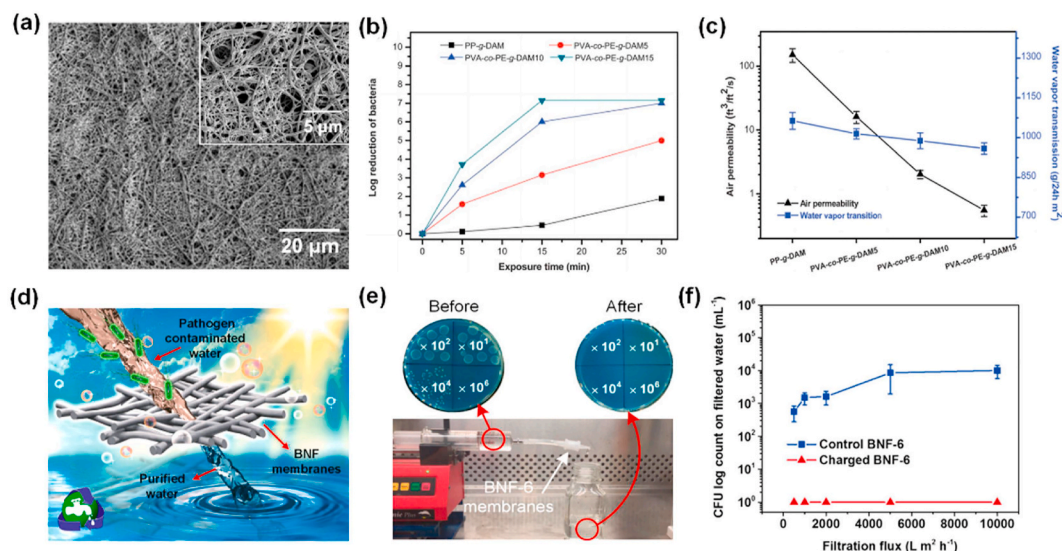 (a)
5 µm
20 µm
(b)
Log reduction of bacteria
10
9
8
7
6
5
4
3
2
1
0
PP-g-DAM
PVA-co-PE-g-DAM5
PVA-co-PE-g-DAM10
PVA-co-PE-g-DAM15
0
5
10
15
20
25
30
Exposure time (min)
(c)
Air permeability (ft³/ft²/s)
100
10
1
Water vapor transmission (g/24h m²)
1300
1150
1000
850
700
Air permeability
Water vapor transition
PP-g-DAM
PVA-co-PE-g-DAM5
PVA-co-PE-g-DAM10
PVA-co-PE-g-DAM15
(d)
Pathogen
contaminated
water
BNF
membranes
Purified
water
(e)
Before
After
× 10² × 10¹
× 10⁴ × 10⁶
× 10² × 10¹
× 10⁴ × 10⁶
BNF-6
membranes
(f)
CFU log count on filtered water (mL⁻¹)
10⁶
10⁵
10⁴
10³
10²
10¹
10⁰
Control BNF-6
Charged BNF-6
0
2000
4000
6000
8000
10000
Filtration flux (L m² h⁻¹)